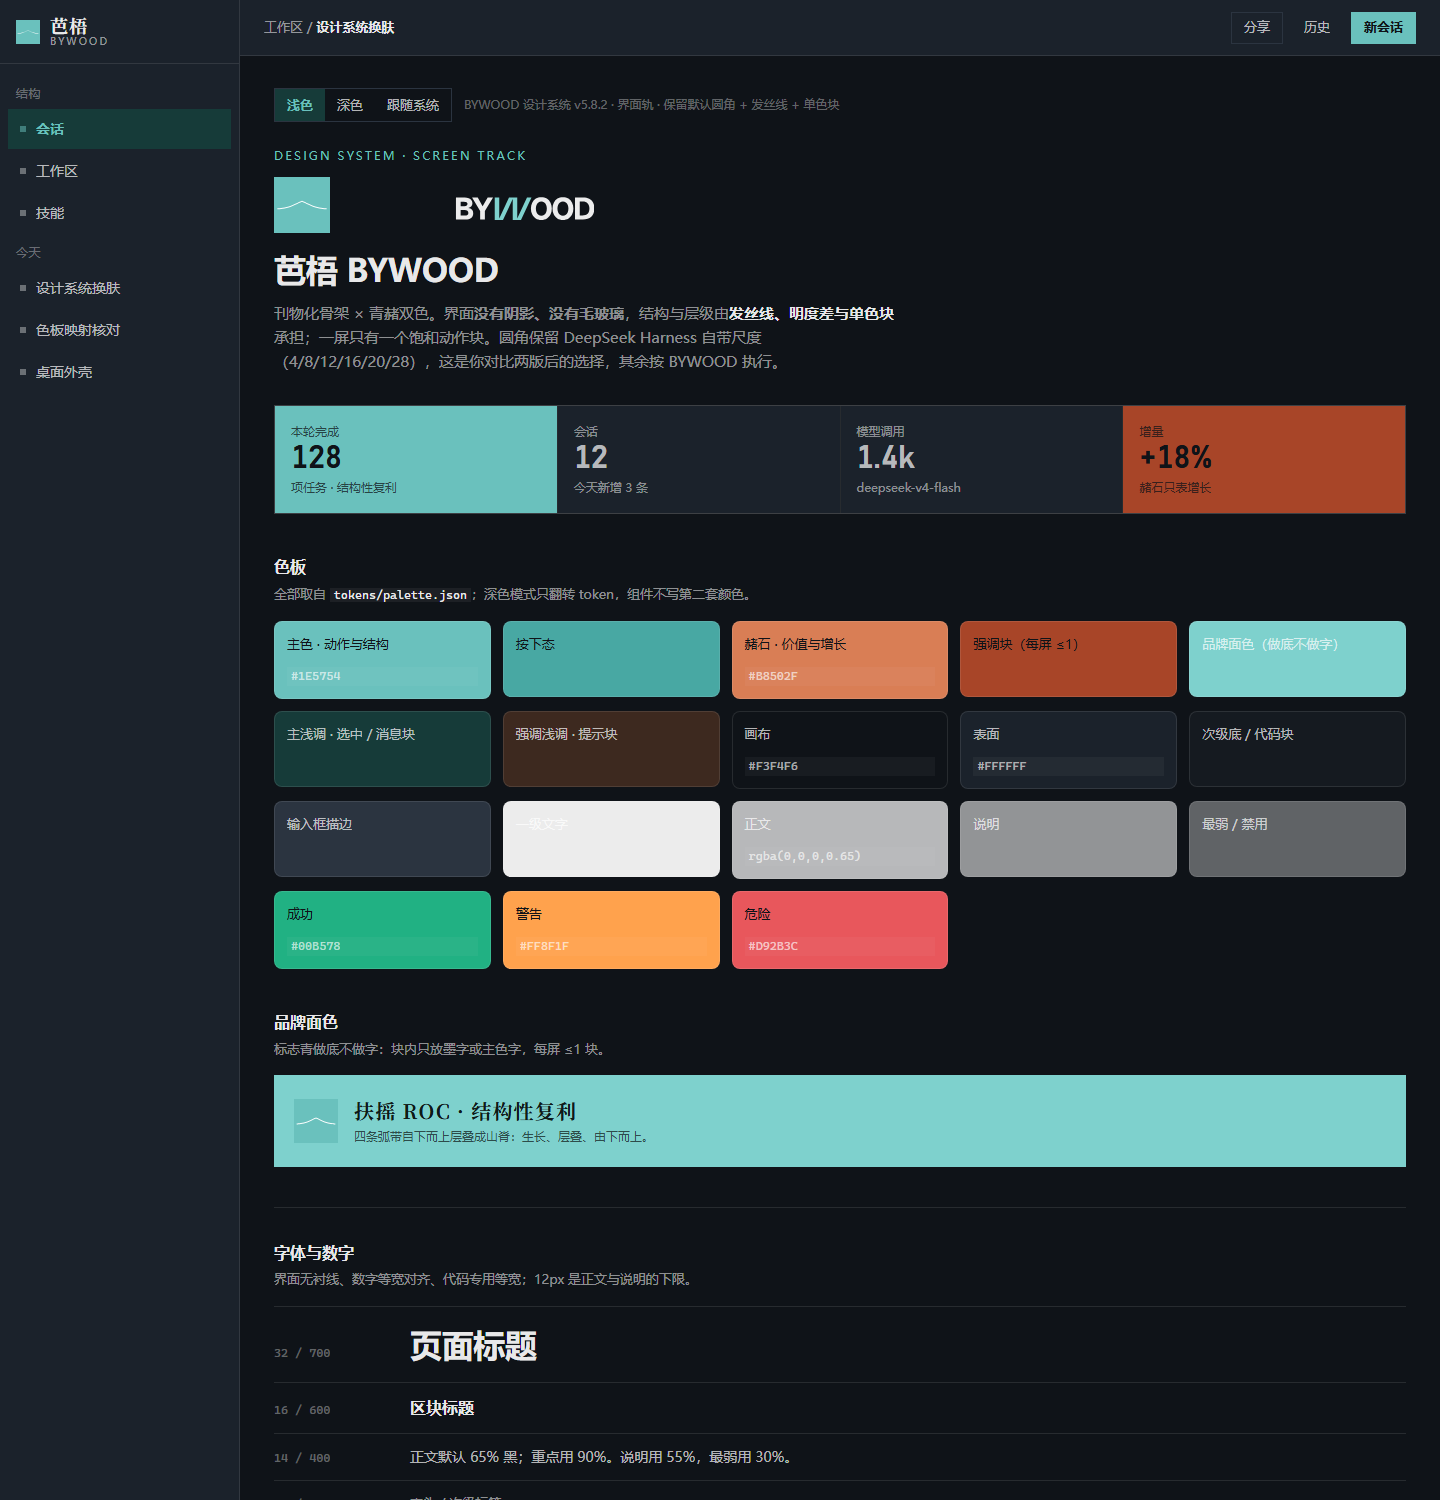 芭梧
BYWOOD
结构
会话
工作区
技能
今天
设计系统换肤
色板映射核对
桌面外壳
工作区 / 设计系统换肤
分享
历史
新会话
浅色
深色
跟随系统
BYWOOD 设计系统 v5.8.2 · 界面轨 · 保留默认圆角 + 发丝线 + 单色块
DESIGN SYSTEM · SCREEN TRACK
BYWOOD
芭梧 BYWOOD
刊物化骨架 × 青赭双色。界面没有阴影、没有毛玻璃，结构与层级由发丝线、明度差与单色块
承担；一屏只有一个饱和动作块。圆角保留 DeepSeek Harness 自带尺度
（4/8/12/16/20/28），这是你对比两版后的选择，其余按 BYWOOD 执行。
本轮完成
128
项任务 · 结构性复利
会话
12
今天新增 3 条
模型调用
1.4k
deepseek-v4-flash
增量
+18%
赭石只表增长
色板
全部取自 tokens/palette.json；深色模式只翻转 token，组件不写第二套颜色。
主色 · 动作与结构
#1E5754
按下态
赭石 · 价值与增长
#B8502F
强调块（每屏 ≤1）
品牌面色（做底不做字）
主浅调 · 选中 / 消息块
强调浅调 · 提示块
画布
#F3F4F6
表面
#FFFFFF
次级底 / 代码块
输入框描边
一级文字
正文
rgba(0,0,0,0.65)
说明
最弱 / 禁用
成功
#00B578
警告
#FF8F1F
危险
#D92B3C
品牌面色
标志青做底不做字：块内只放墨字或主色字，每屏 ≤1 块。
扶摇 ROC · 结构性复利
四条弧带自下而上层叠成山脊：生长、层叠、由下而上。
字体与数字
界面无衬线、数字等宽对齐、代码专用等宽；12px 是正文与说明的下限。
32 / 700
页面标题
16 / 600
区块标题
14 / 400
正文默认 65% 黑；重点用 90%。说明用 55%，最弱用 30%。